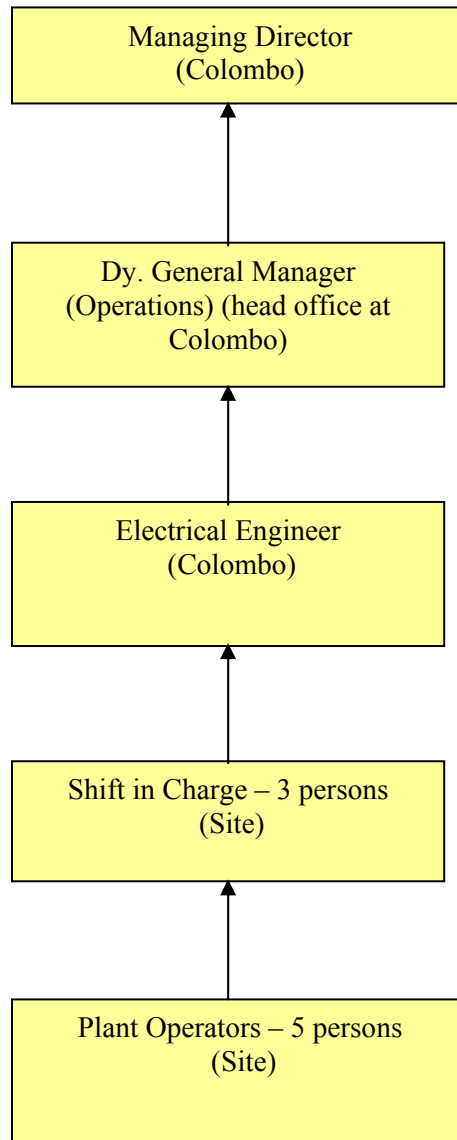 Managing Director
(Colombo)
Dy. General Manager
(Operations) (head office at
Colombo)
Electrical Engineer
(Colombo)
Shift in Charge – 3 persons
(Site)
Plant Operators – 5 persons
(Site)